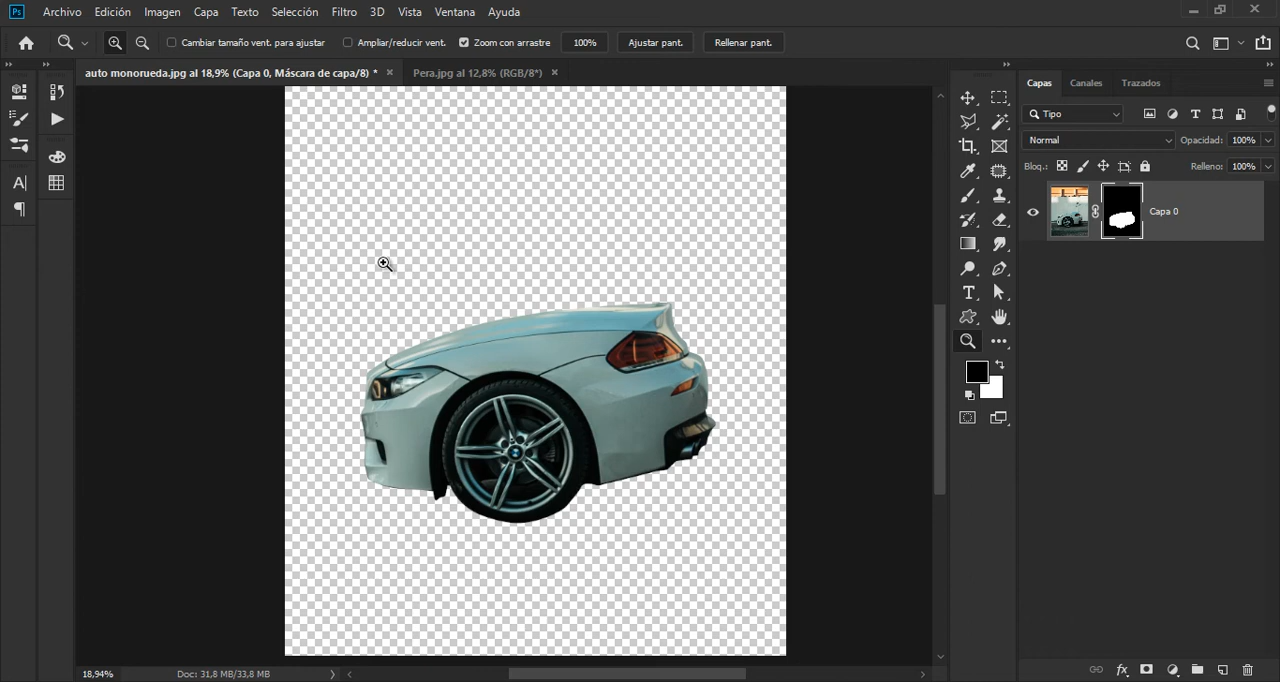 Ps Archivo Edición Imagen Capa Texto Selección Filtro 3D Vista Ventana Ayuda
Cambiar tamaño vent. para ajustar Ampliar/reducir vent. Zoom con arrastre 100% Ajustar pant. Rellenar pant.
auto monorueda.jpg al 18,9% (Capa 0, Máscara de capa/8) * Pera.jpg al 12,8% (RGB/8*)
Capas Canales Trazados
Tipo
Normal Opacidad: 100%
Bloq.: Relleno: 100%
Capa 0
18,94% Doc: 31,8 MB/33,8 MB